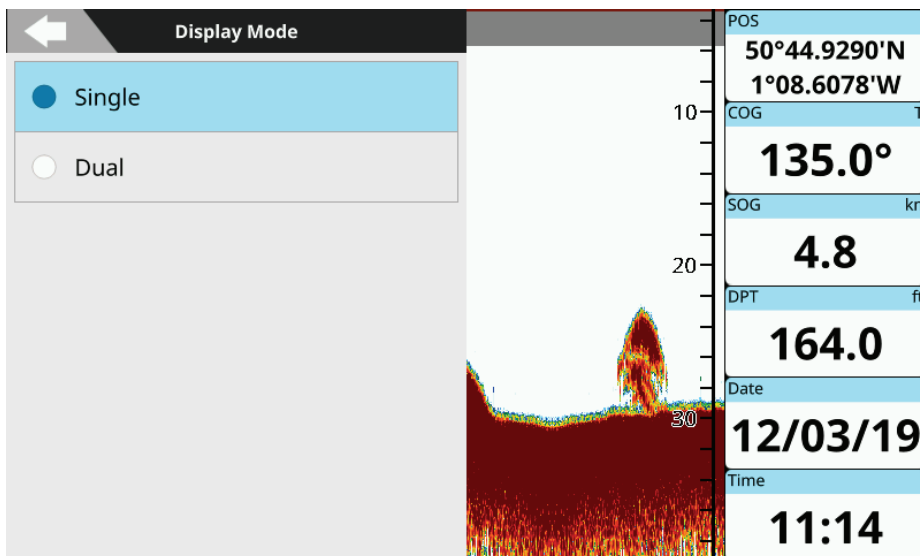 Display Mode
Single
Dual
10
20
30
POS
50°44.9290'N
1°08.6078'W
COG
135.0°
SOG
4.8
DPT
164.0
Date
12/03/19
Time
11:14